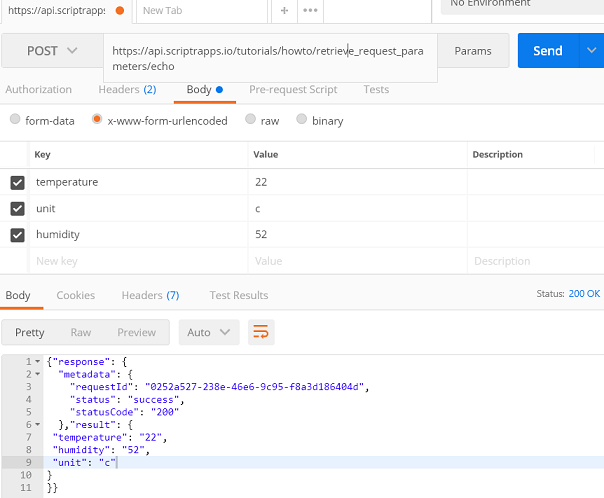 https://api.scriptrapps No Environment
New Tab + •••
POST https://api.scriptrapps.io/tutorials/howto/retrieve_request_para Params Send
meters/echo
Authorization Headers (2) Body Pre-request Script Tests
form-data x-www-form-urlencoded raw binary
Key Value Description
temperature 22
unit c
humidity 52
New key Value Description
Body Cookies Headers (7) Test Results Status: 200 OK
Pretty Raw Preview Auto
1 {"response": {
2 "metadata": {
3 "requestId": "0252a527-238e-46e6-9c95-f8a3d186404d",
4 "status": "success",
5 "statusCode": "200"
6 },"result": {
7 "temperature": "22",
8 "humidity": "52",
9 "unit": "c"
10 }
11 }}